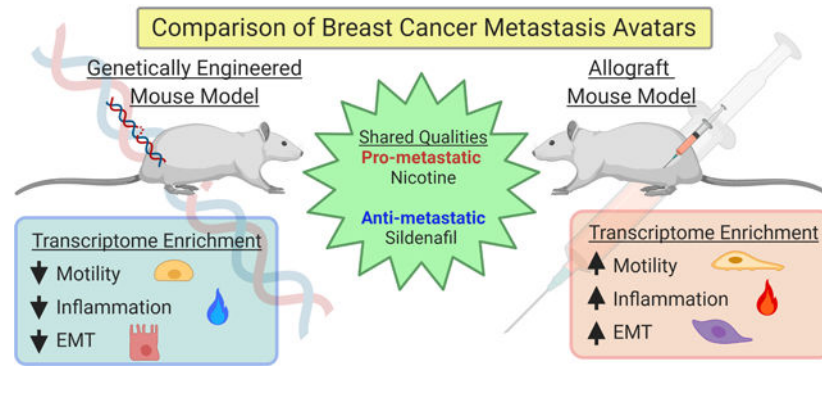 Comparison of Breast Cancer Metastasis Avatars
Genetically Engineered
Mouse Model
Allograft
Mouse Model
Shared Qualities
Pro-metastatic
Nicotine
Anti-metastatic
Sildenafil
Transcriptome Enrichment
Motility
Inflammation
EMT
Transcriptome Enrichment
Motility
Inflammation
EMT